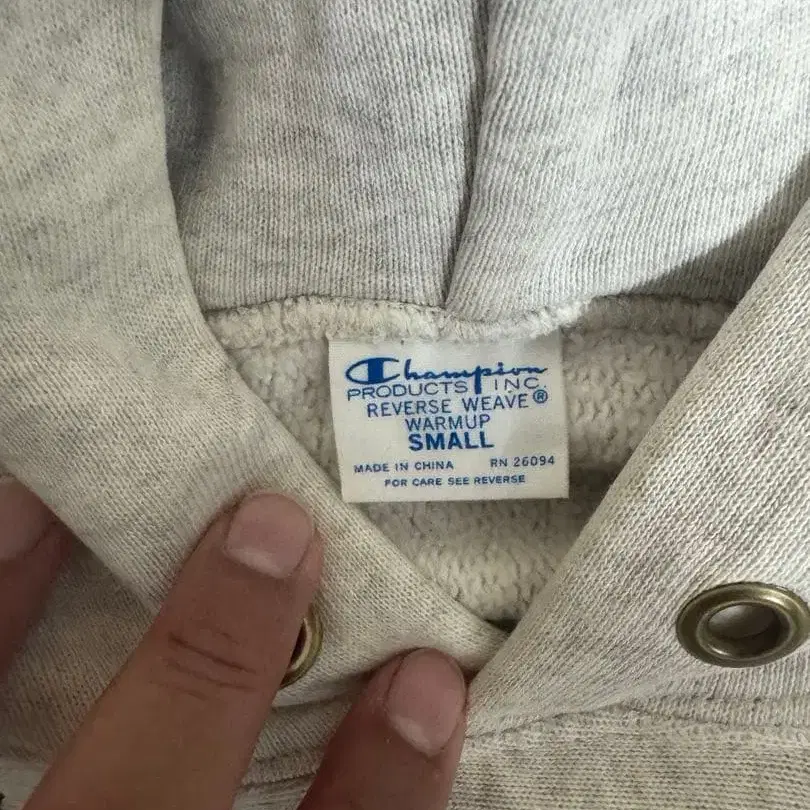 Champion
PRODUCTS INC.
REVERSE WEAVE®
WARMUP
SMALL
MADE IN CHINA RN 26094
FOR CARE SEE REVERSE